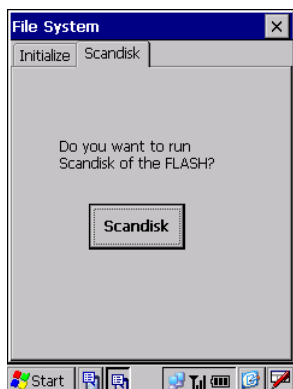 File System
Initialize Scandisk
Do you want to run
Scandisk of the FLASH?
Scandisk
Start